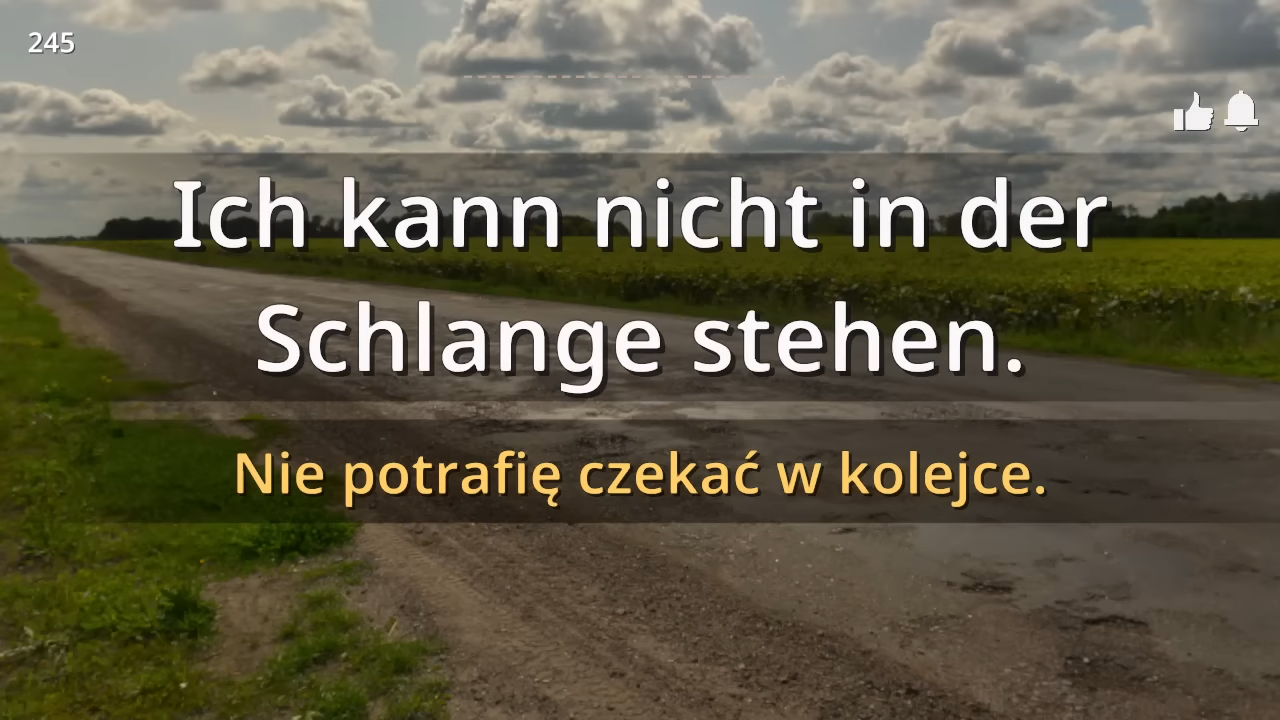 245
Ich kann nicht in der
Schlange stehen.
Nie potrafię czekać w kolejce.